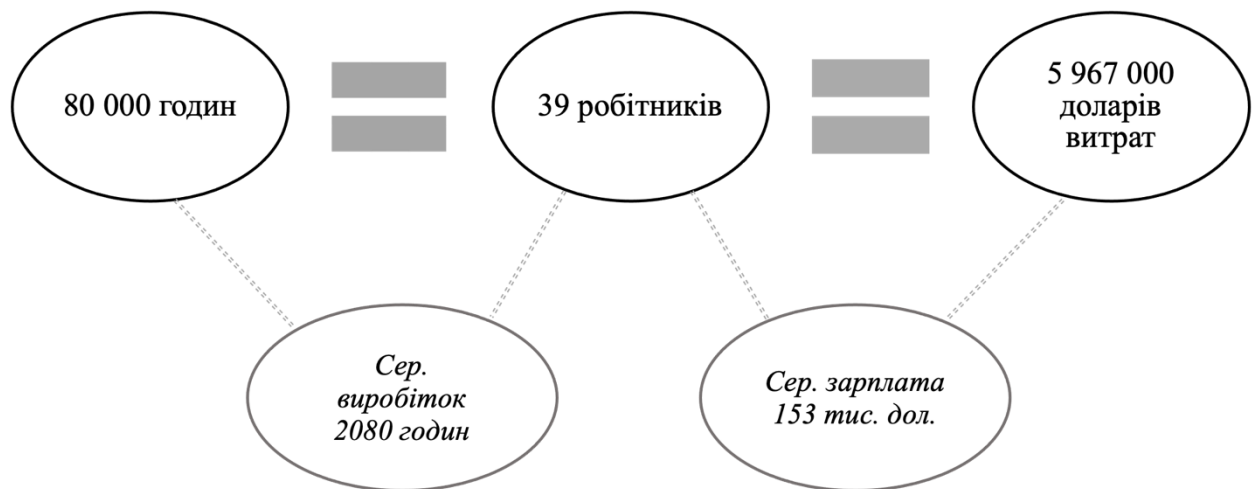 80 000 годин
39 робітників
5 967 000
доларів
витрат
Сер.
виробіток
2080 годин
Сер. зарплата
153 тис. дол.